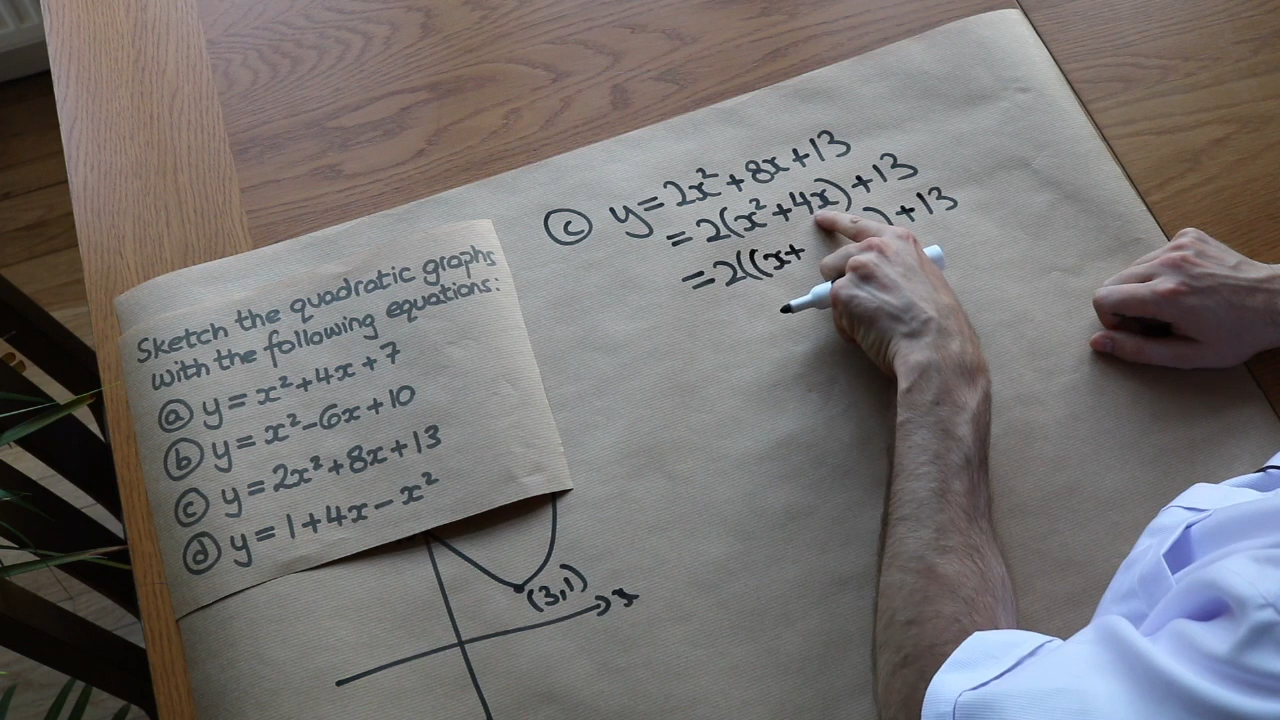 Sketch the quadratic graphs
with the following equations:
ⓐ y = x² + 4x + 7
ⓑ y = x² - 6x + 10
ⓒ y = 2x² + 8x + 13
ⓓ y = 1 + 4x - x²
ⓒ y = 2x² + 8x + 13
= 2(x² + 4x) + 13
= 2((x+ ) + 13
(3,1)
x